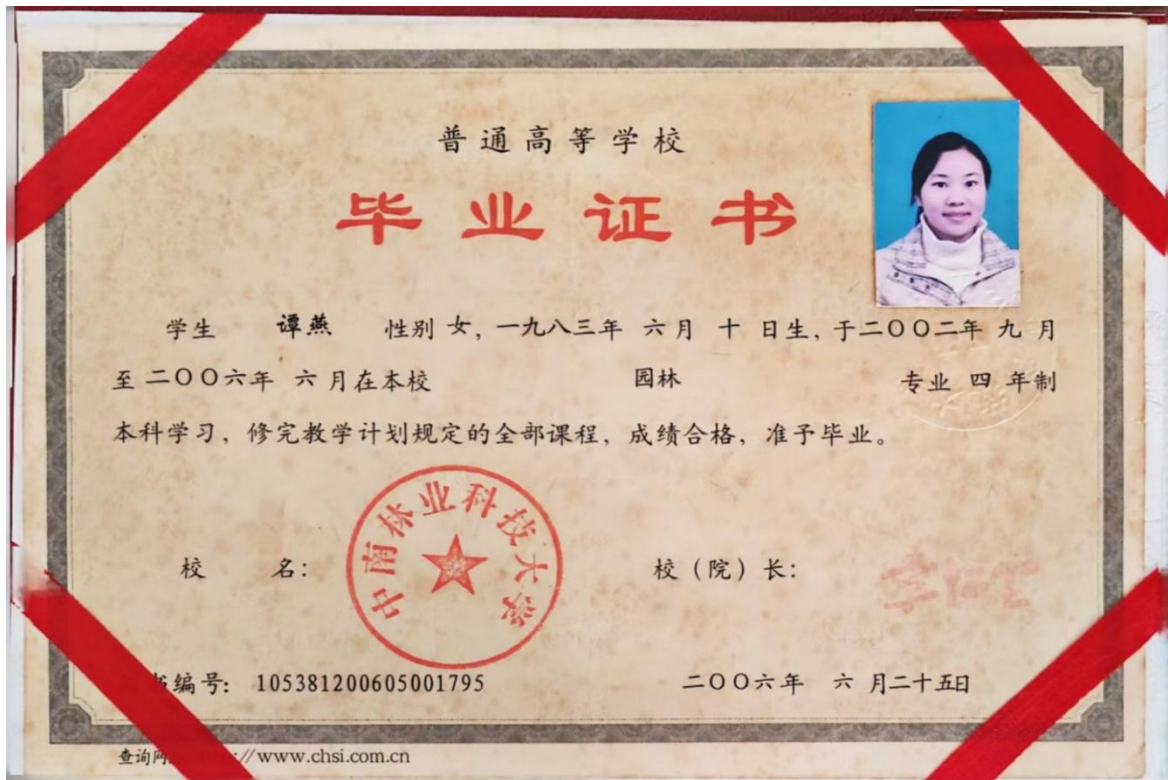 普通高等学校
毕业证书
学生 谭燕 性别 女，一九八三年 六月 十 日生，于二〇〇二年 九 月
至 二〇〇六年 六 月在本校 园林 专业 四 年制
本科学习，修完教学计划规定的全部课程，成绩合格，准予毕业。
中南林业科技大学
校 名： 校（院）长：
书编号： 105381200605001795 二〇〇六年 六 月二十五日
查询网 //www.chsi.com.cn